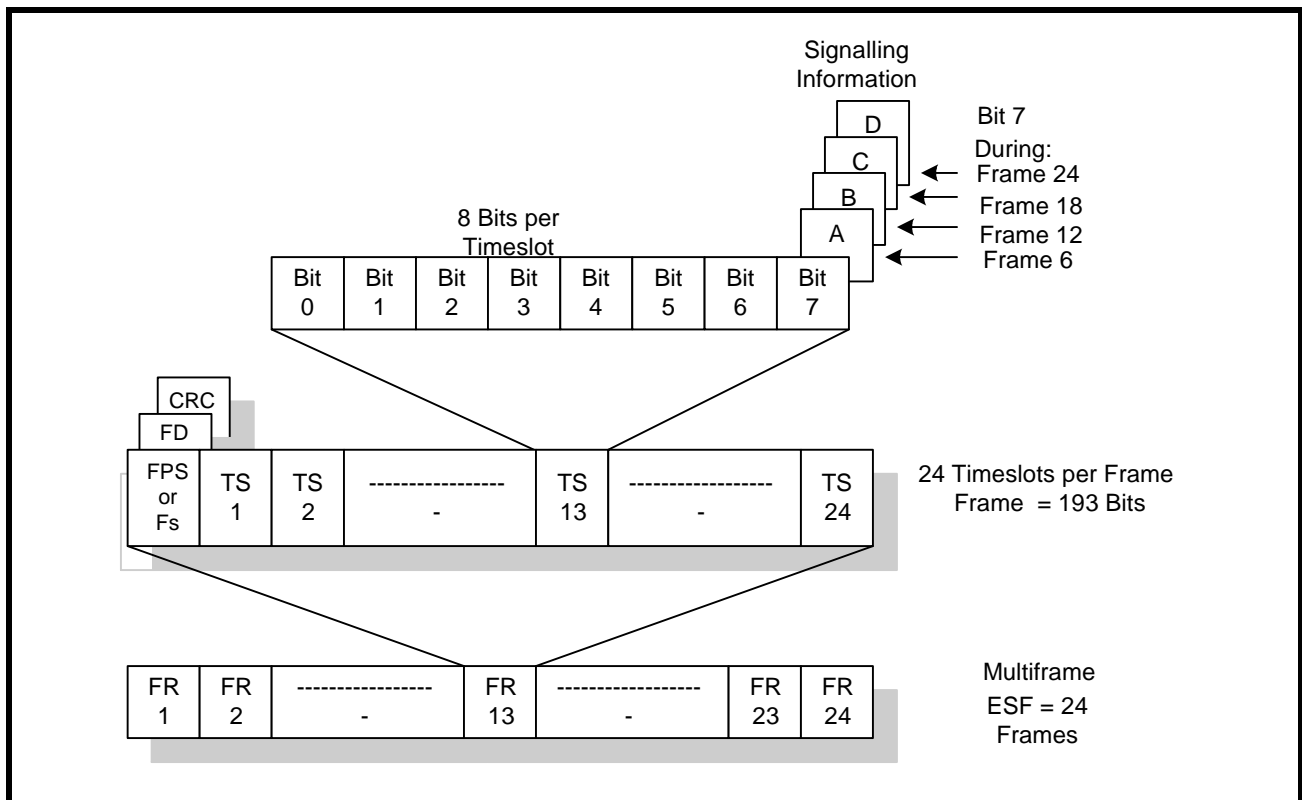 Signalling
Information
D
C
B
A
Bit 7
During:
Frame 24
Frame 18
Frame 12
Frame 6
8 Bits per
Timeslot
Bit 0
Bit 1
Bit 2
Bit 3
Bit 4
Bit 5
Bit 6
Bit 7
CRC
FD
FPS or Fs
TS 1
TS 2
------------------
-
TS 13
------------------
-
TS 24
24 Timeslots per Frame
Frame = 193 Bits
FR 1
FR 2
------------------
-
FR 13
------------------
-
FR 23
FR 24
Multiframe
ESF = 24
Frames